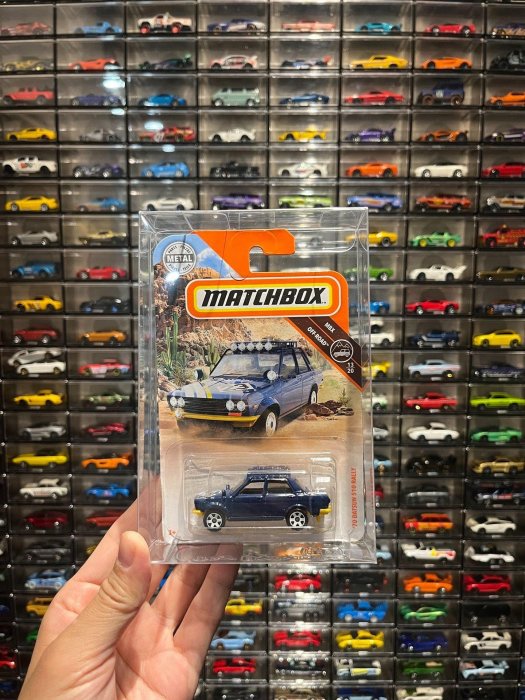 METAL
MATCHBOX
MBX
OFF-ROAD
'70 DATSUN 510 RALLY